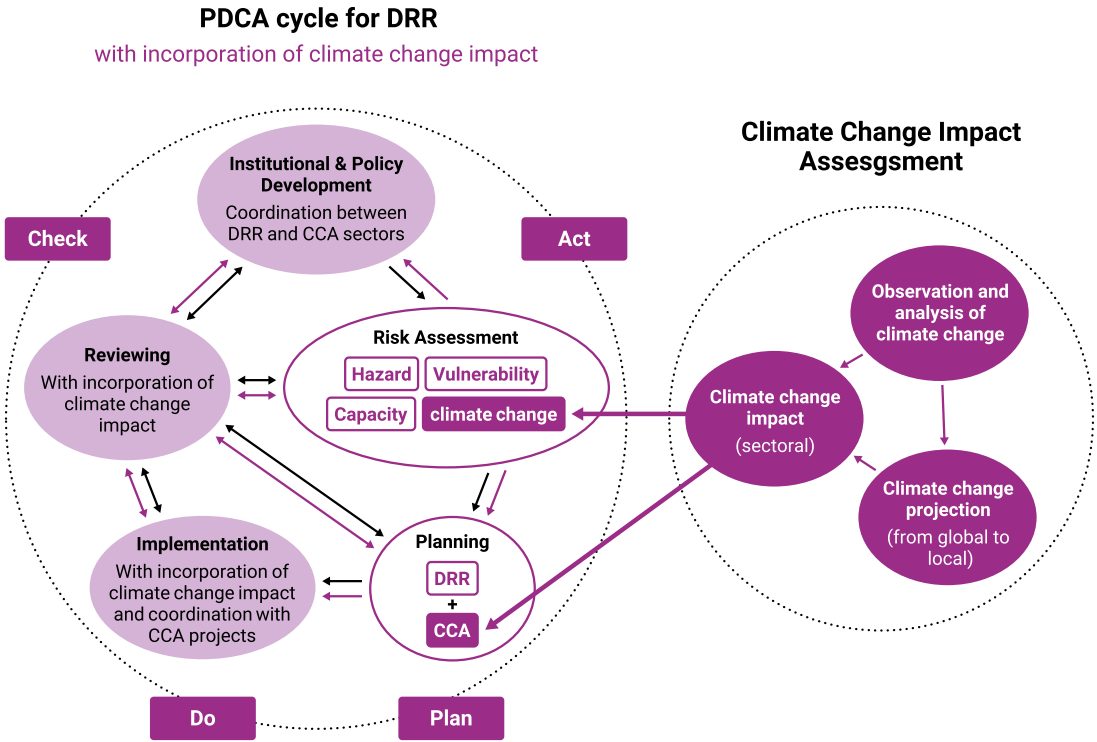 PDCA cycle for DRR
with incorporation of climate change impact
Climate Change Impact
Assesgsment
Check
Act
Institutional & Policy
Development
Coordination between
DRR and CCA sectors
Reviewing
With incorporation of
climate change
impact
Risk Assessment
Hazard
Vulnerability
Capacity
climate change
Implementation
With incorporation of
climate change impact
and coordination with
CCA projects
Planning
DRR
+
CCA
Do
Plan
Observation and
analysis of
climate change
Climate change
impact
(sectoral)
Climate change
projection
(from global to
local)